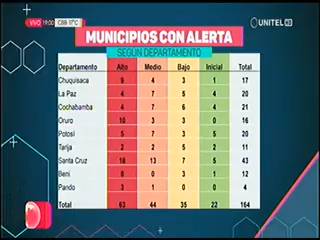 VIVO 19:00 CBB 17°C
UNITEL HD
MUNICIPIOS CON ALERTA
SEGÚN DEPARTAMENTO
Departamento Alto Medio Bajo Inicial Total
Chuquisaca 9 4 3 1 17
La Paz 4 7 5 4 20
Cochabamba 4 7 6 4 21
Oruro 10 3 3 0 16
Potosí 5 7 3 5 20
Tarija 2 2 5 2 11
Santa Cruz 18 13 7 5 43
Beni 8 0 3 1 12
Pando 3 1 0 0 4
Total 63 44 35 22 164